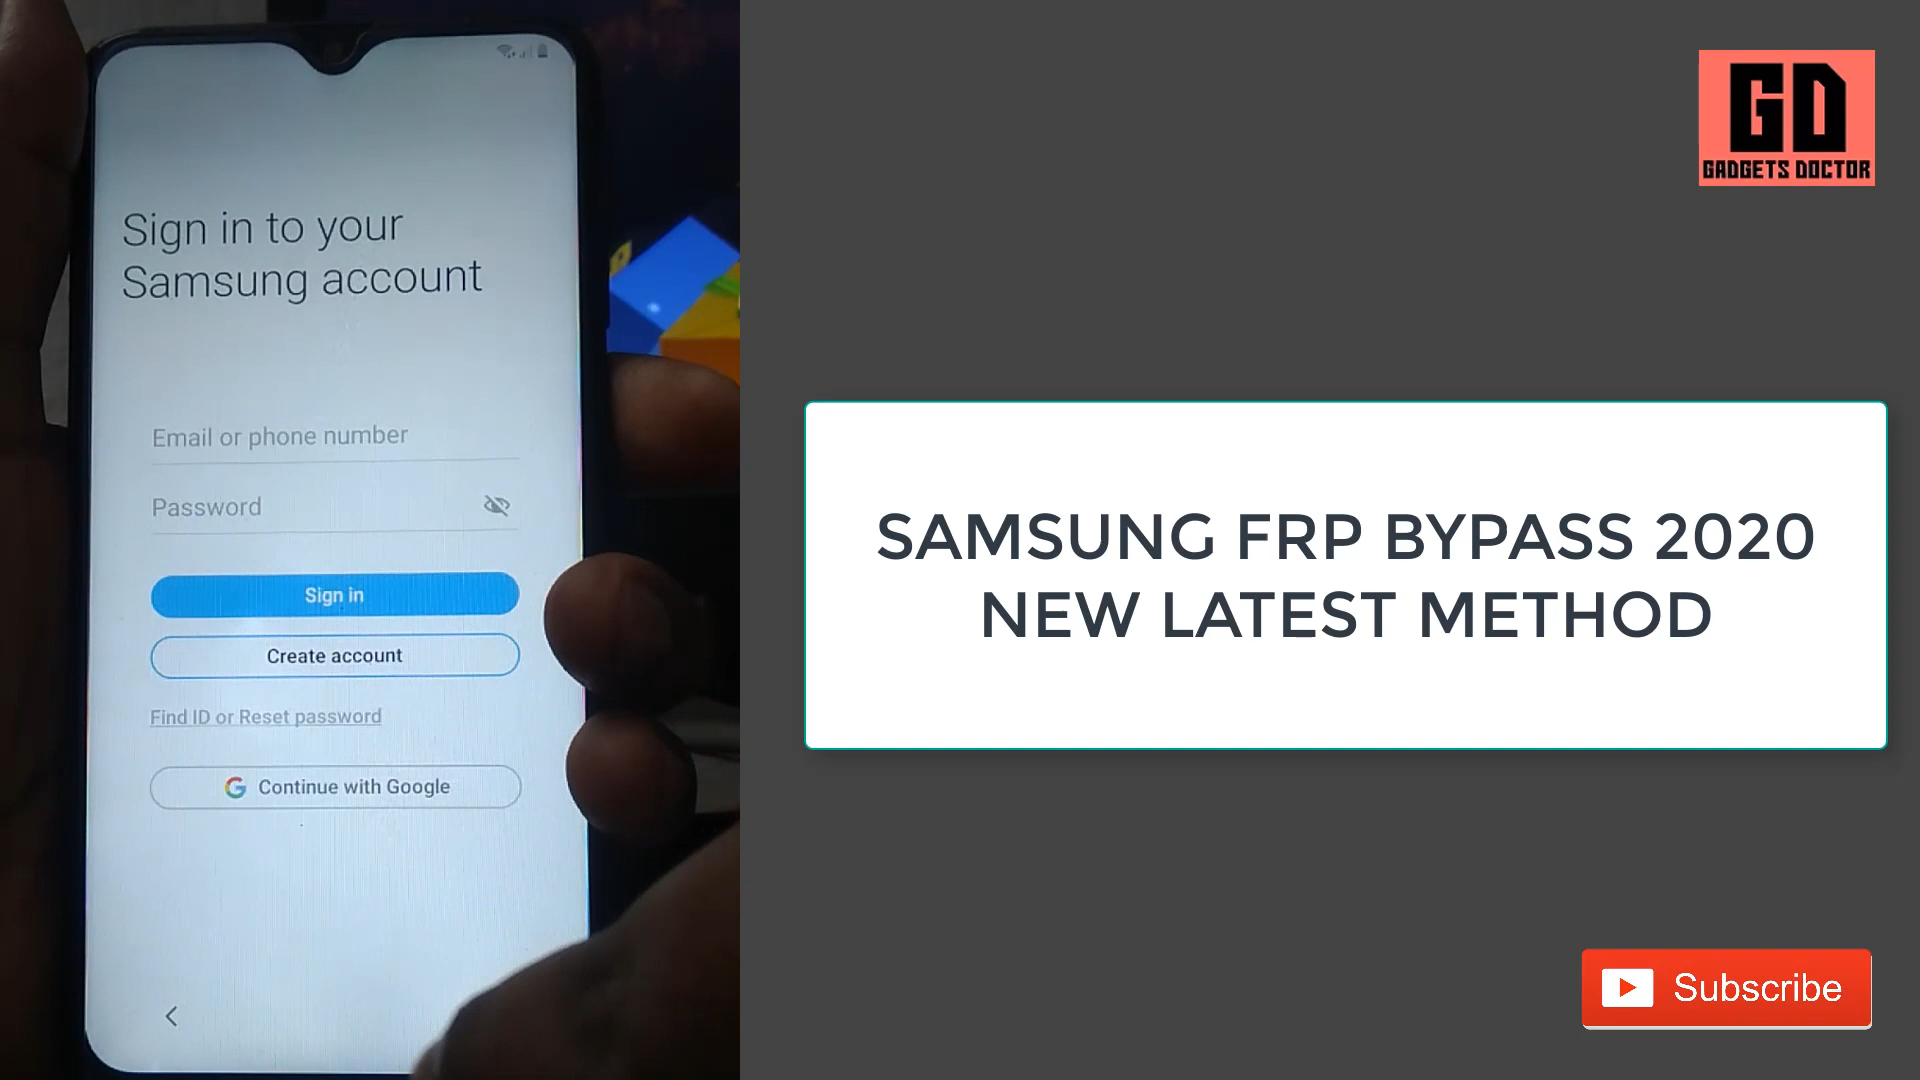 Sign in to your
Samsung account
Email or phone number
Password
Sign in
Create account
Find ID or Reset password
G Continue with Google
GD
GADGETS DOCTOR
SAMSUNG FRP BYPASS 2020
NEW LATEST METHOD
Subscribe